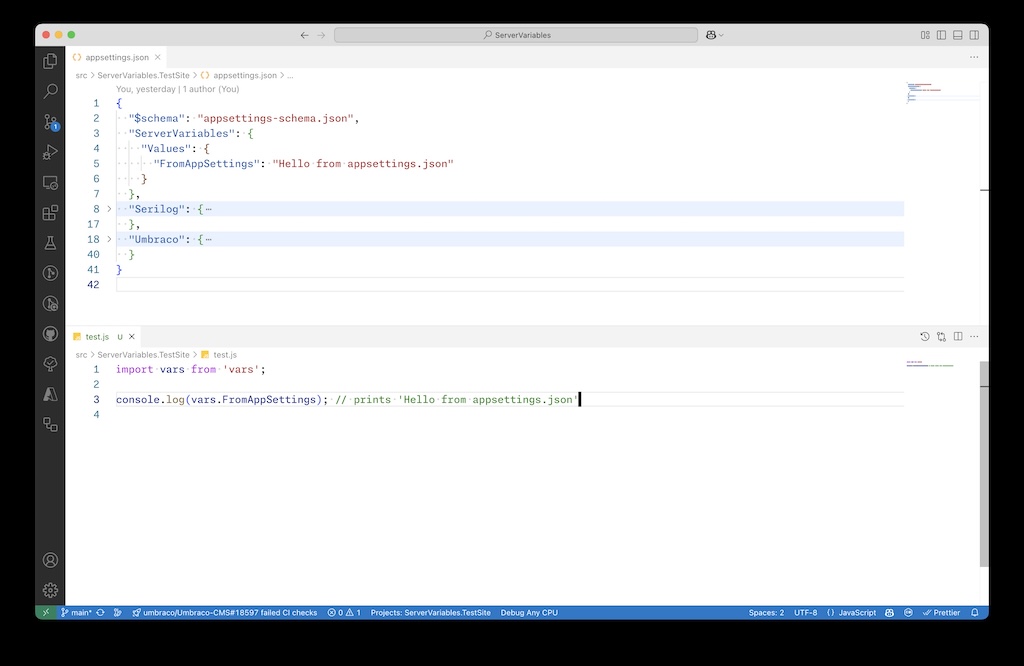 ServerVariables
appsettings.json
src > ServerVariables.TestSite > {} appsettings.json > ...
You, yesterday | 1 author (You)
1 {
2 "$schema": "appsettings-schema.json",
3 "ServerVariables": {
4 "Values": {
5 "FromAppSettings": "Hello from appsettings.json"
6 }
7 },
8 "Serilog": {⋯
17 },
18 "Umbraco": {⋯
40 }
41 }
42
test.js U
src > ServerVariables.TestSite > test.js
1 import vars from 'vars';
2
3 console.log(vars.FromAppSettings); // prints 'Hello from appsettings.json'
4
1
main* umbraco/Umbraco-CMS#18597 failed CI checks 0 1 Projects: ServerVariables.TestSite Debug Any CPU Spaces: 2 UTF-8 {} JavaScript Prettier